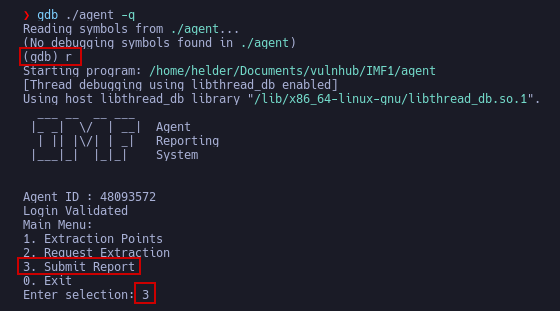 ❯ gdb ./agent -q
Reading symbols from ./agent...
(No debugging symbols found in ./agent)
(gdb) r
Starting program: /home/helder/Documents/vulnhub/IMF1/agent
[Thread debugging using libthread_db enabled]
Using host libthread_db library "/lib/x86_64-linux-gnu/libthread_db.so.1".
  ___ __  __ ___
 |_ _|  \/  | __|  Agent
  | || |\/| | _|   Reporting
 |___|_|  |_|_|    System
Agent ID : 48093572
Login Validated
Main Menu:
1. Extraction Points
2. Request Extraction
3. Submit Report
0. Exit
Enter selection: 3